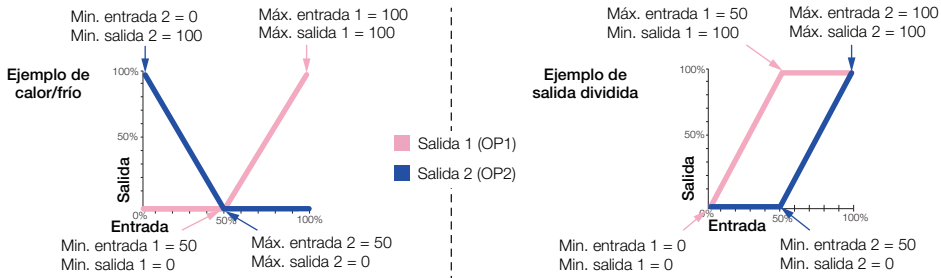 Min. entrada 2 = 0
Min. salida 2 = 100
Máx. entrada 1 = 100
Máx. salida 1 = 100
Ejemplo de
calor/frío
100%
50%
0%
Salida
Entrada
50%
100%
Min. entrada 1 = 50
Min. salida 1 = 0
Máx. entrada 2 = 50
Máx. salida 2 = 0
Salida 1 (OP1)
Salida 2 (OP2)
Máx. entrada 1 = 50
Min. salida 1 = 100
Máx. entrada 2 = 100
Máx. salida 2 = 100
Ejemplo de
salida dividida
100%
50%
0%
Salida
Entrada
50%
100%
Min. entrada 1 = 0
Min. salida 1 = 0
Min. entrada 2 = 50
Min. salida 2 = 0